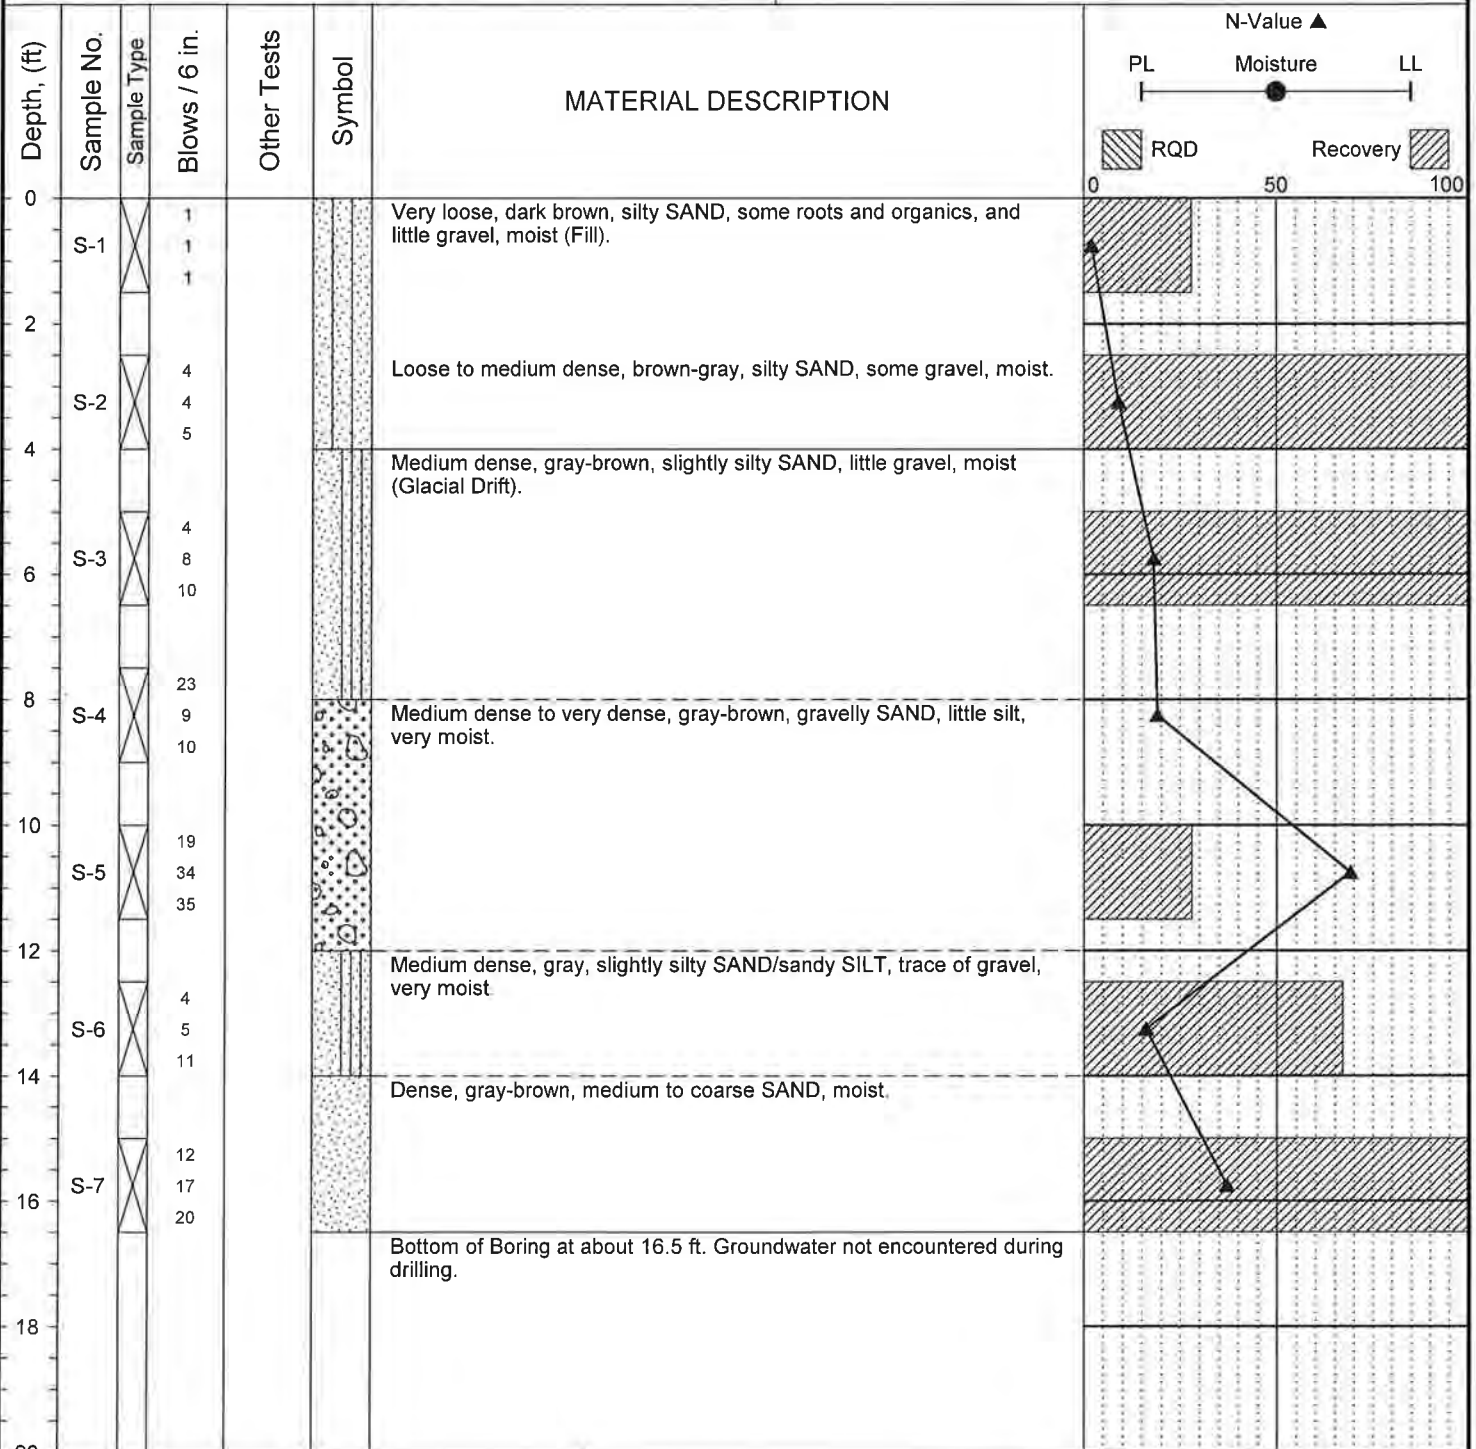 Depth, (ft)
Sample No.
Sample Type
Blows / 6 in.
Other Tests
Symbol
MATERIAL DESCRIPTION
N-Value ▲
PL Moisture LL
RQD Recovery
0 50 100
0
Very loose, dark brown, silty SAND, some roots and organics, and
little gravel, moist (Fill).
S-1
1
1
1
2
Loose to medium dense, brown-gray, silty SAND, some gravel, moist.
S-2
4
4
5
4
Medium dense, gray-brown, slightly silty SAND, little gravel, moist
(Glacial Drift).
S-3
4
8
10
6
8
Medium dense to very dense, gray-brown, gravelly SAND, little silt,
very moist.
S-4
23
9
10
10
S-5
19
34
35
12
Medium dense, gray, slightly silty SAND/sandy SILT, trace of gravel,
very moist
S-6
4
5
11
14
Dense, gray-brown, medium to coarse SAND, moist.
S-7
12
17
20
16
Bottom of Boring at about 16.5 ft. Groundwater not encountered during
drilling.
18